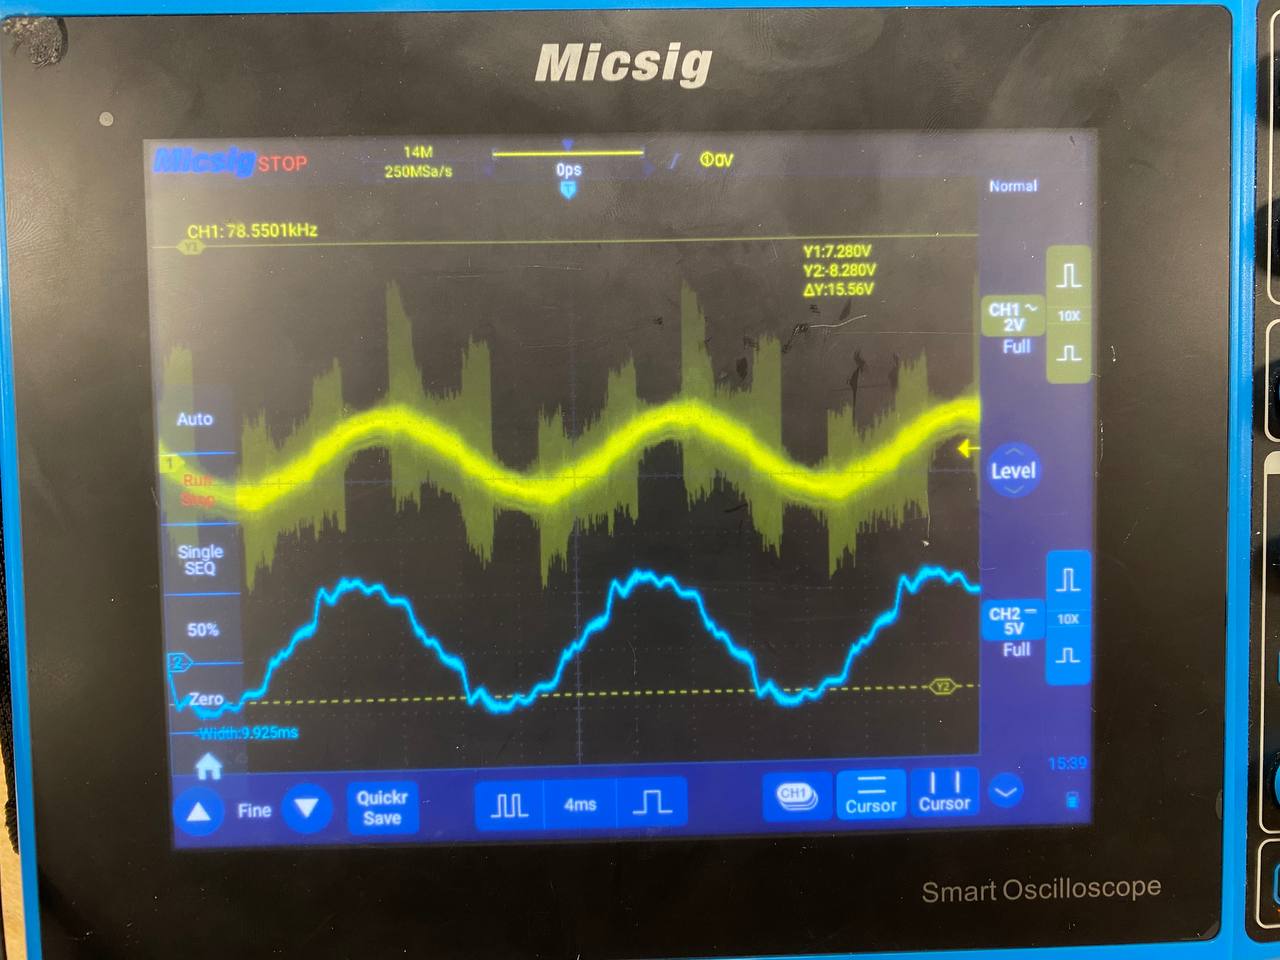 Micsig
Micsig STOP
14M
250MSa/s
0ps
T
①0V
Normal
CH1: 78.5501kHz
Y1
Y1:7.280V
Y2:-8.280V
ΔY:15.56V
CH1 ~
2V
10X
Full
Auto
1
Run
Stop
Level
Single
SEQ
50%
CH2
5V
10X
Full
2
Zero
Y2
-Width:9.925ms
15:39
Fine
Quickr
Save
4ms
CH1
Cursor
Cursor
Smart Oscilloscope